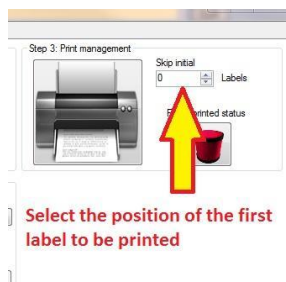 Step 3: Print management
Skip initial
0
Labels
printed status
Select the position of the first
label to be printed